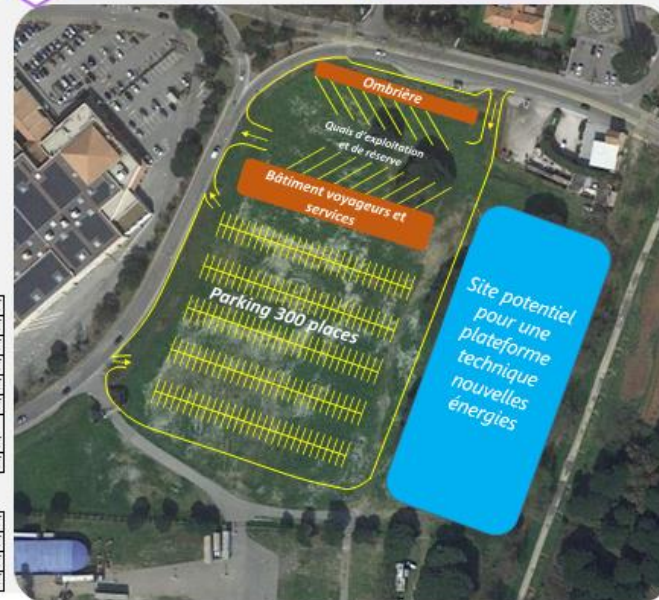 Ombrière
Quais d'exploitation
et de réserve
Bâtiment voyageurs et
services
Parking 300 places
Site potentiel
pour une
plateforme
technique
nouvelles
énergies